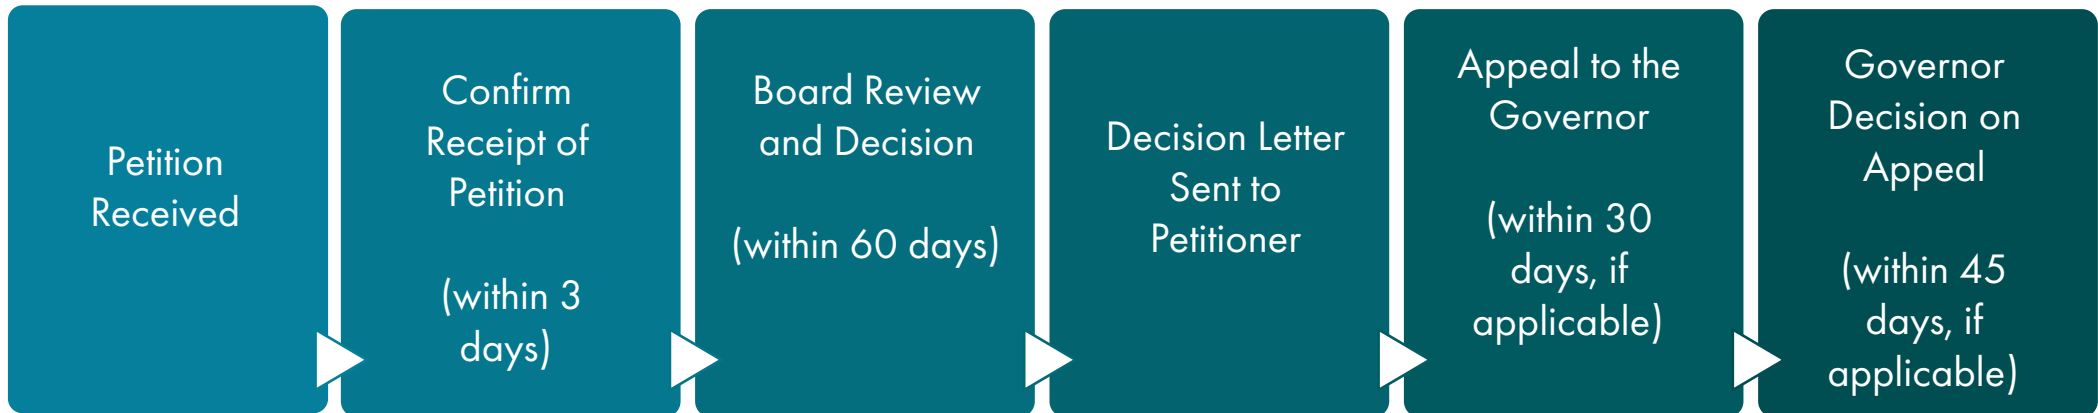 Petition
Received
Confirm
Receipt of
Petition
(within 3
days)
Board Review
and Decision
(within 60 days)
Decision Letter
Sent to
Petitioner
Appeal to the
Governor
(within 30
days, if
applicable)
Governor
Decision on
Appeal
(within 45
days, if
applicable)